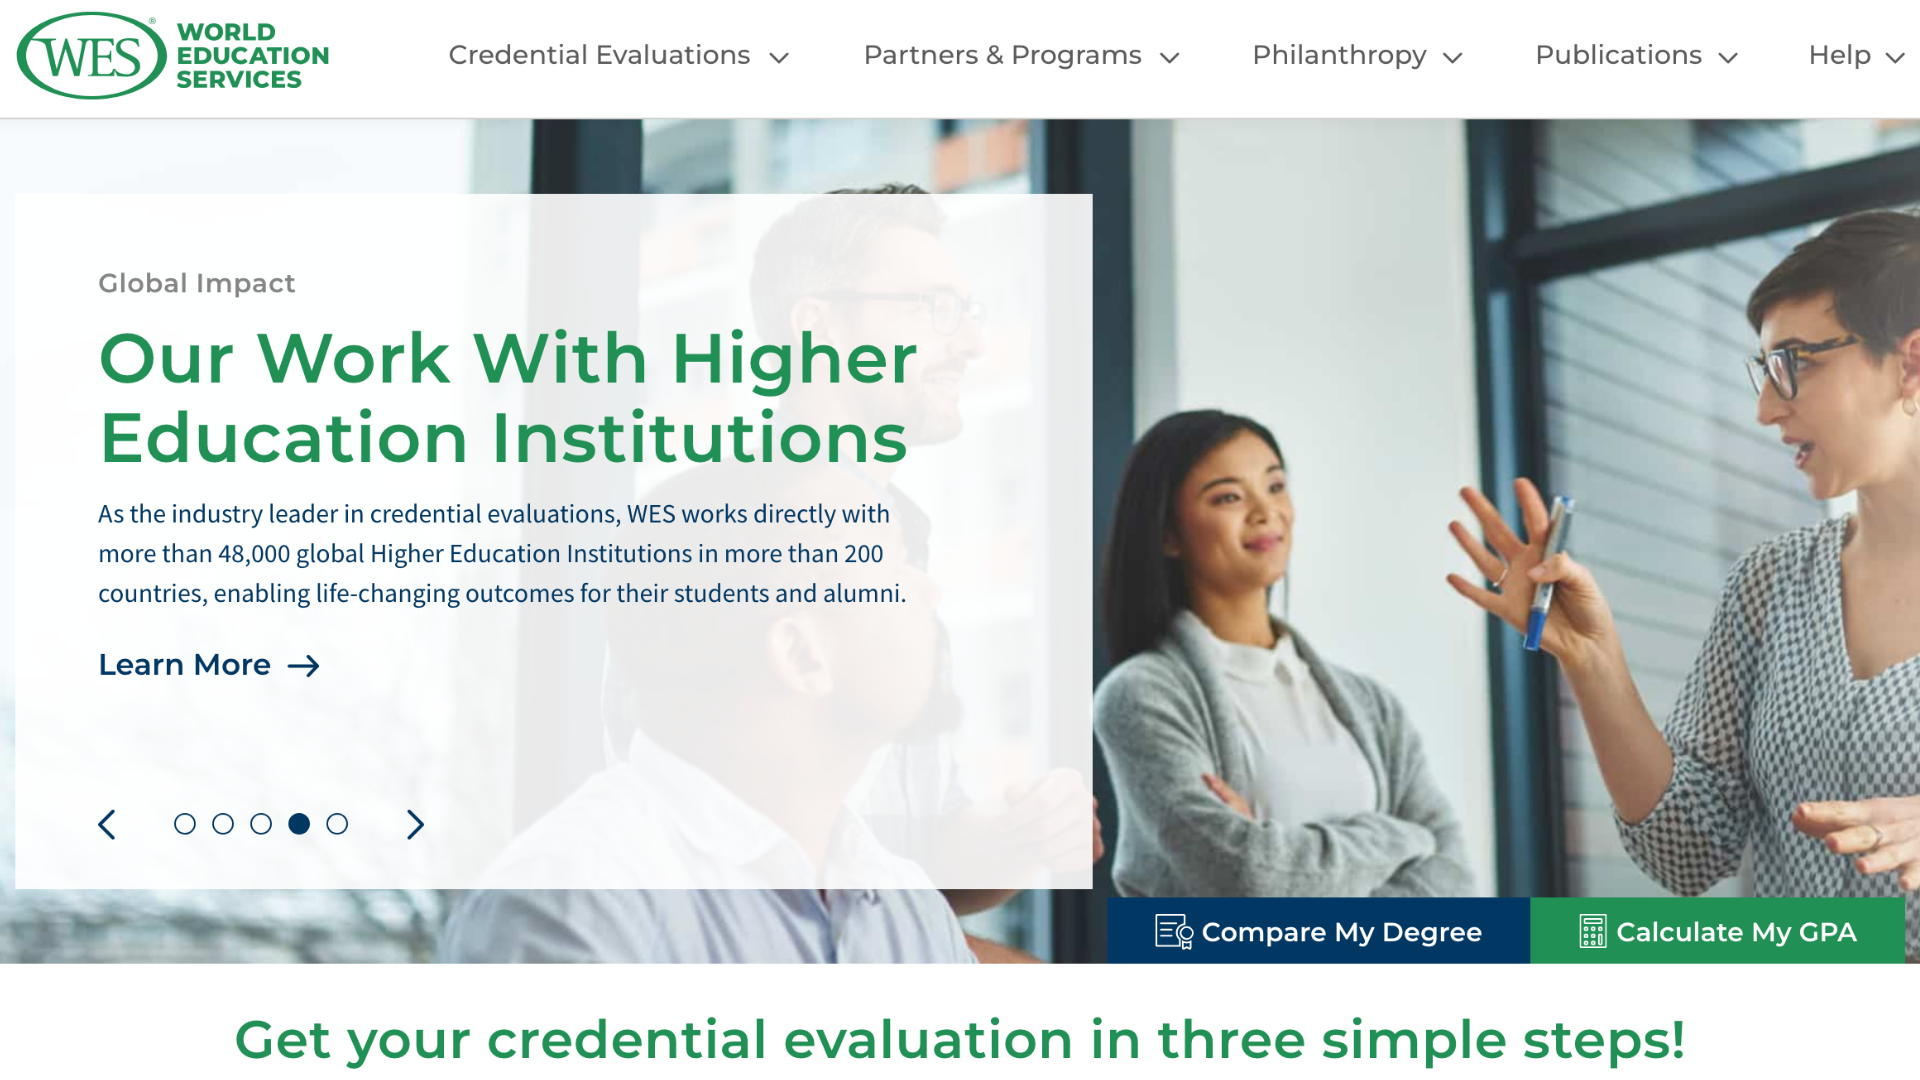 WES®
WORLD
EDUCATION
SERVICES
Credential Evaluations
Partners & Programs
Philanthropy
Publications
Help
Global Impact
Our Work With Higher
Education Institutions
As the industry leader in credential evaluations, WES works directly with
more than 48,000 global Higher Education Institutions in more than 200
countries, enabling life-changing outcomes for their students and alumni.
Learn More
Compare My Degree
Calculate My GPA
Get your credential evaluation in three simple steps!